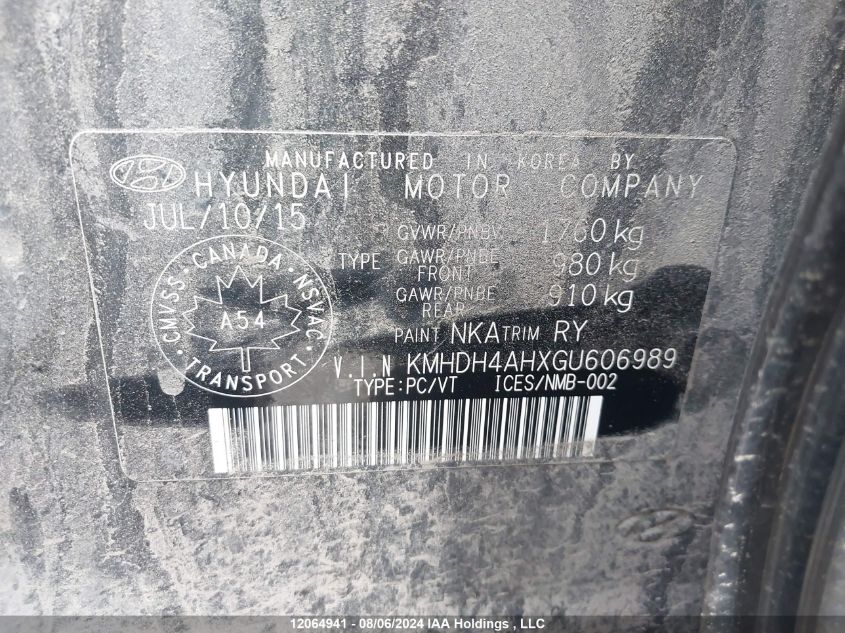 MANUFACTURED IN KOREA BY
HYUNDAI MOTOR COMPANY
JUL/10/15
GVWR/PNBV 1760 kg
TYPE GAWR/PNBE FRONT 980 kg
GAWR/PNBE REAR 910 kg
CANADA
CMVSS · NSVAC
A54
TRANSPORT
PAINT NKA TRIM RY
V.I.N KMHDH4AHXGU606989
TYPE:PC/VT ICES/NMB-002
12064941 - 08/06/2024 IAA Holdings , LLC